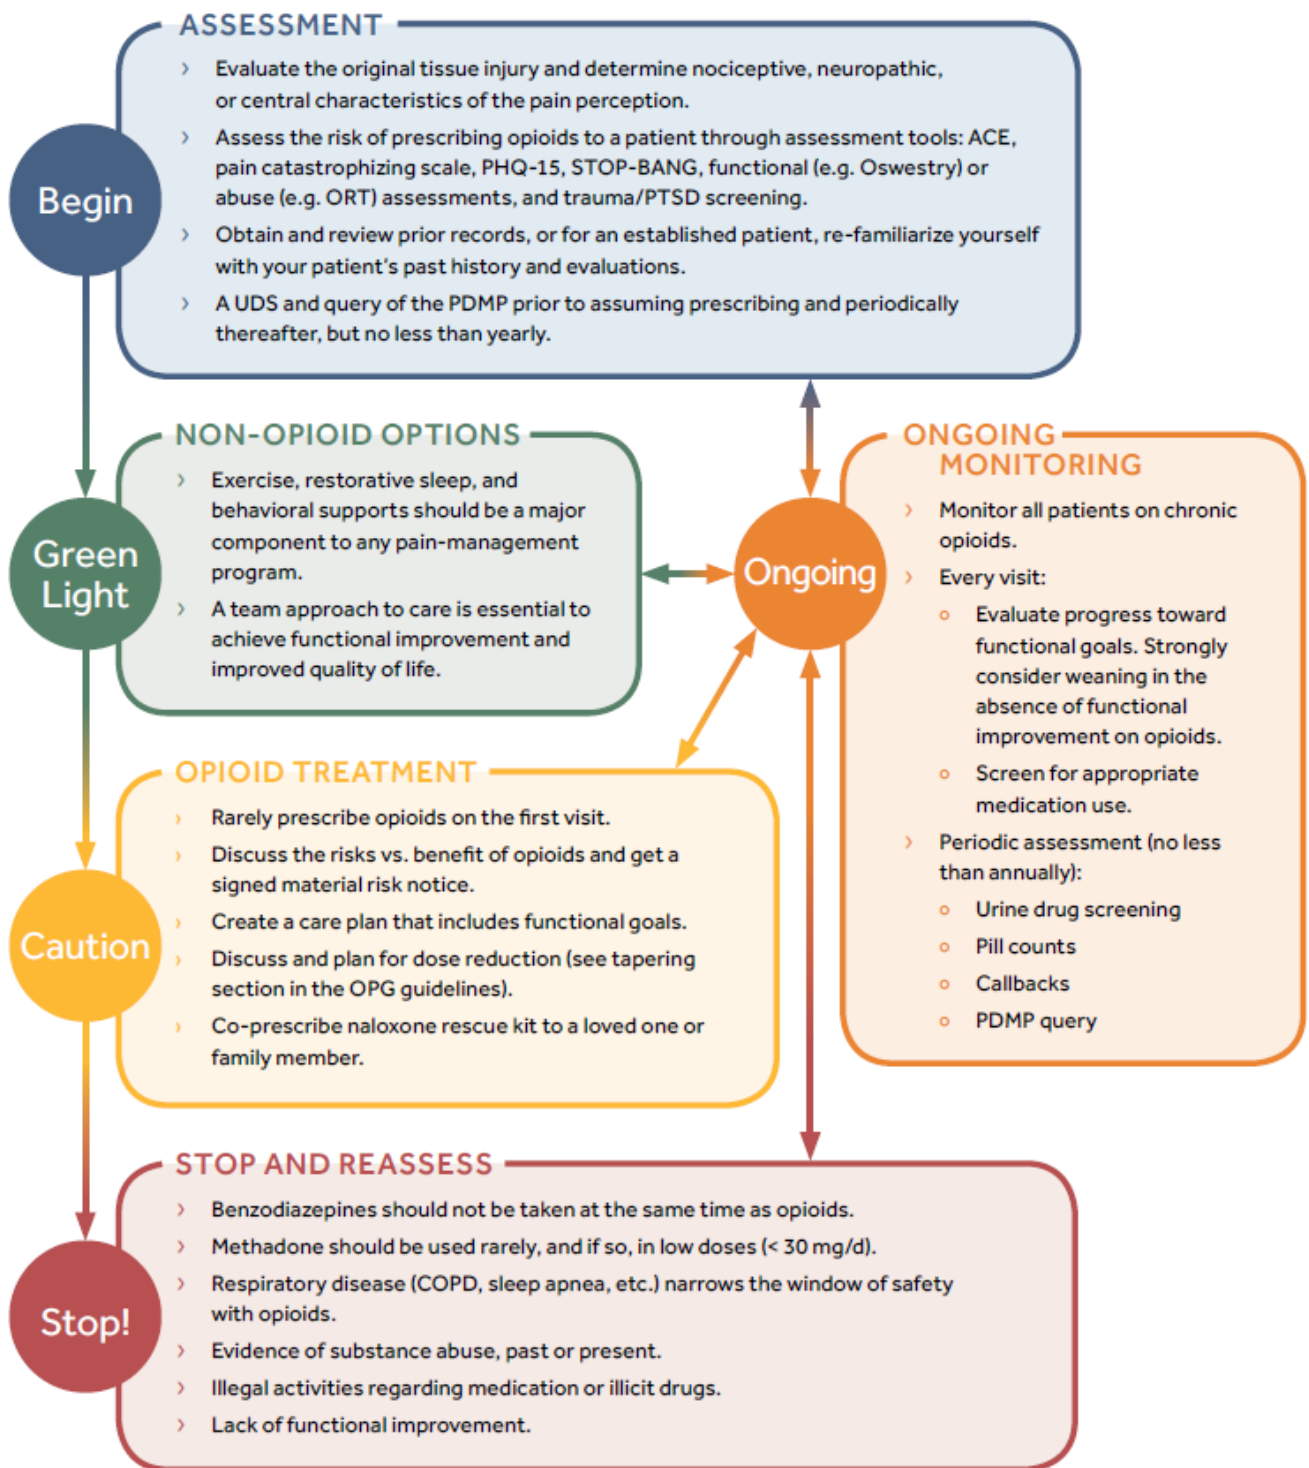 ASSESSMENT
› Evaluate the original tissue injury and determine nociceptive, neuropathic,
or central characteristics of the pain perception.
› Assess the risk of prescribing opioids to a patient through assessment tools: ACE,
pain catastrophizing scale, PHQ-15, STOP-BANG, functional (e.g. Oswestry) or
abuse (e.g. ORT) assessments, and trauma/PTSD screening.
› Obtain and review prior records, or for an established patient, re-familiarize yourself
with your patient's past history and evaluations.
› A UDS and query of the PDMP prior to assuming prescribing and periodically
thereafter, but no less than yearly.
Begin
NON-OPIOID OPTIONS
› Exercise, restorative sleep, and
behavioral supports should be a major
component to any pain-management
program.
› A team approach to care is essential to
achieve functional improvement and
improved quality of life.
Green
Light
Ongoing
ONGOING
MONITORING
› Monitor all patients on chronic
opioids.
› Every visit:
o Evaluate progress toward
functional goals. Strongly
consider weaning in the
absence of functional
improvement on opioids.
o Screen for appropriate
medication use.
› Periodic assessment (no less
than annually):
o Urine drug screening
o Pill counts
o Callbacks
o PDMP query
OPIOID TREATMENT
› Rarely prescribe opioids on the first visit.
› Discuss the risks vs. benefit of opioids and get a
signed material risk notice.
› Create a care plan that includes functional goals.
› Discuss and plan for dose reduction (see tapering
section in the OPG guidelines).
› Co-prescribe naloxone rescue kit to a loved one or
family member.
Caution
STOP AND REASSESS
› Benzodiazepines should not be taken at the same time as opioids.
› Methadone should be used rarely, and if so, in low doses (< 30 mg/d).
› Respiratory disease (COPD, sleep apnea, etc.) narrows the window of safety
with opioids.
› Evidence of substance abuse, past or present.
› Illegal activities regarding medication or illicit drugs.
› Lack of functional improvement.
Stop!